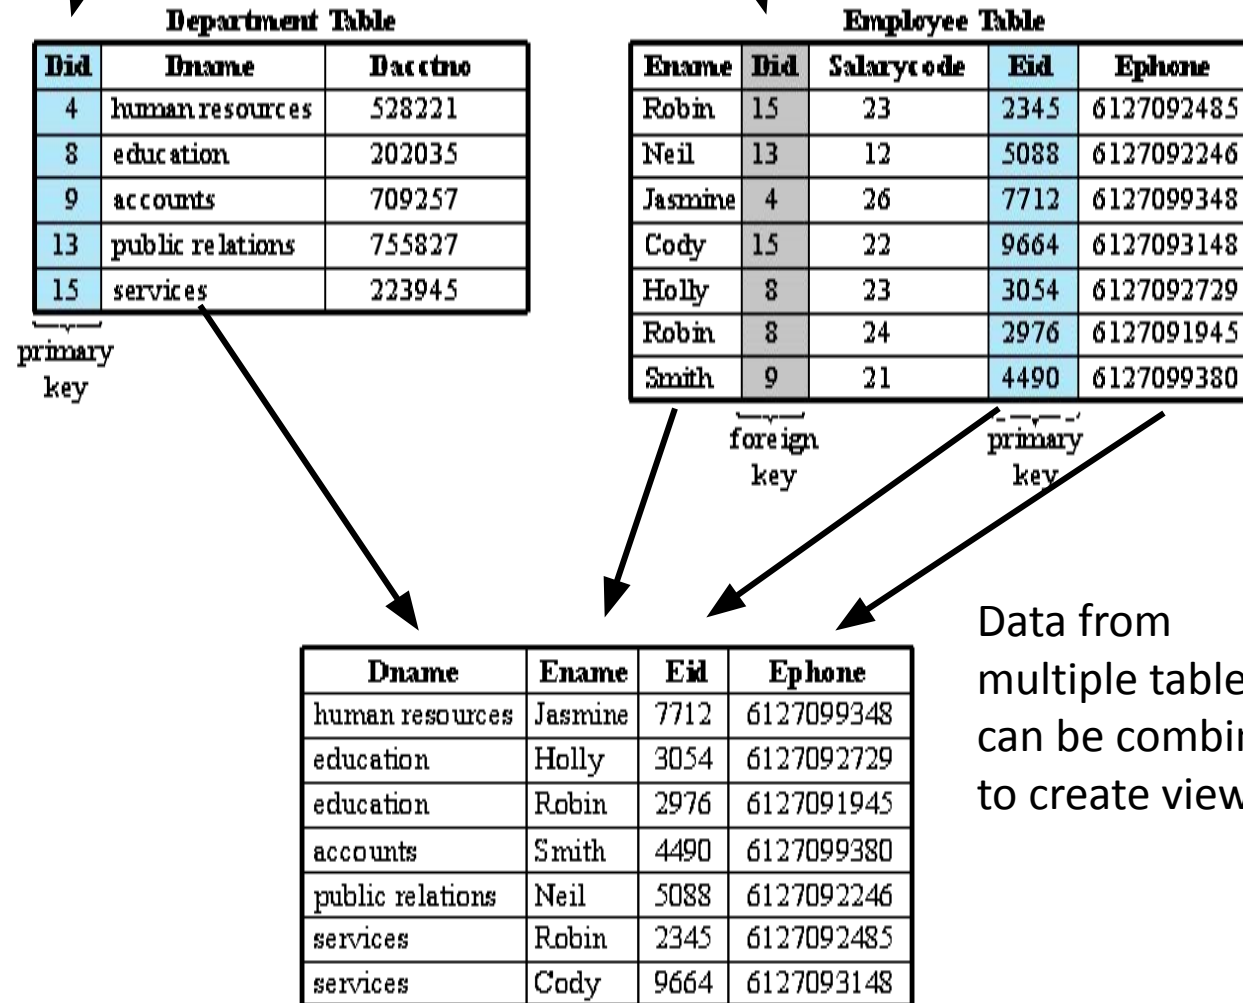 Department Table
Did Dname Dacctno
4 human resources 528221
8 education 202035
9 accounts 709257
13 public relations 755827
15 services 223945
primary
key
Employee Table
Ename Did Salarycode Eid Ephone
Robin 15 23 2345 6127092485
Neil 13 12 5088 6127092246
Jasmine 4 26 7712 6127099348
Cody 15 22 9664 6127093148
Holly 8 23 3054 6127092729
Robin 8 24 2976 6127091945
Smith 9 21 4490 6127099380
foreign
key
primary
key
Dname Ename Eid Ephone
human resources Jasmine 7712 6127099348
education Holly 3054 6127092729
education Robin 2976 6127091945
accounts Smith 4490 6127099380
public relations Neil 5088 6127092246
services Robin 2345 6127092485
services Cody 9664 6127093148
Data from
multiple table
can be combin
to create view